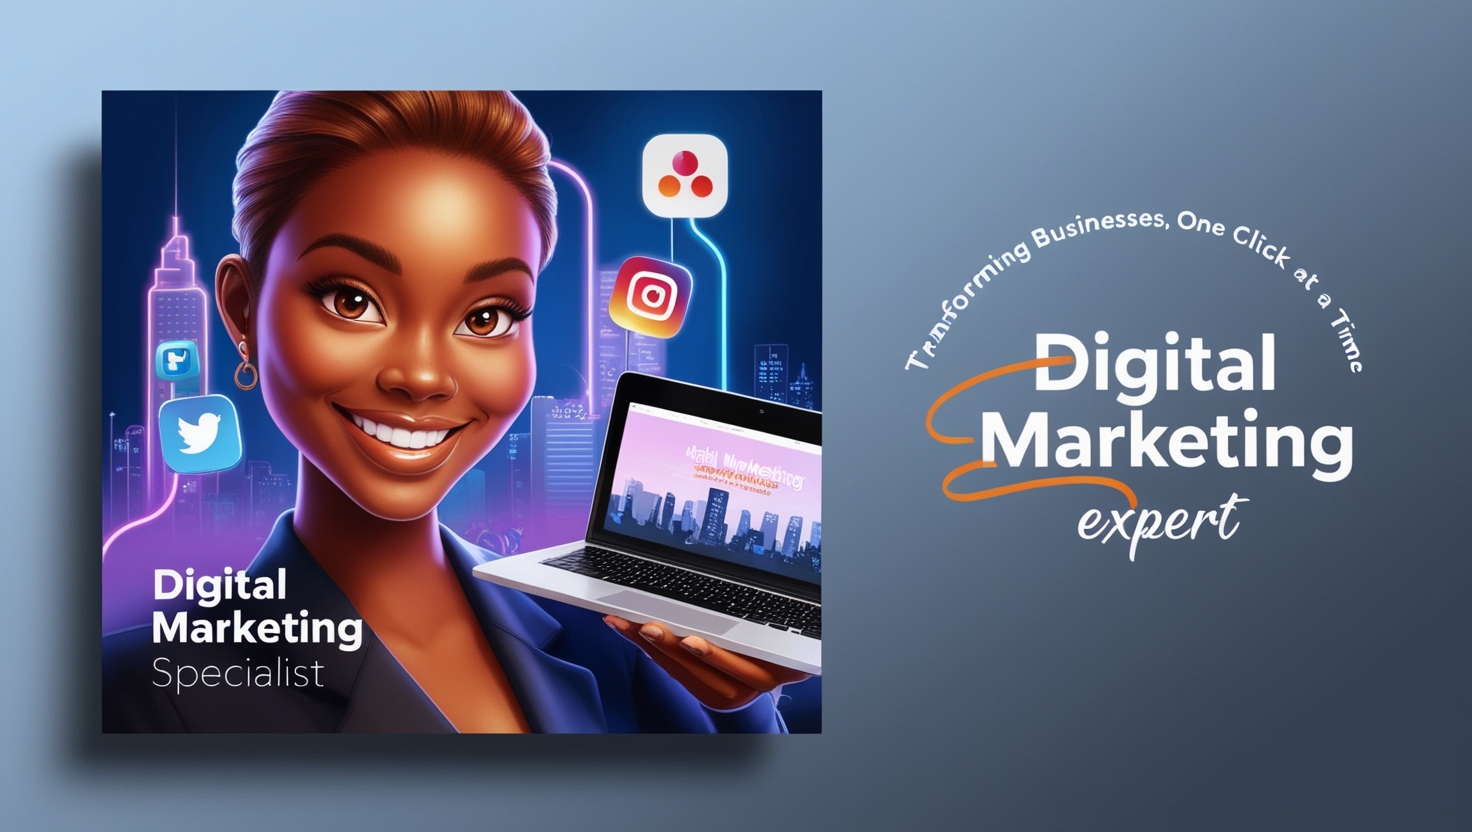 Digital
Marketing
Specialist
Transforming Businesses, One Click at a Time
Digital
Marketing
expert